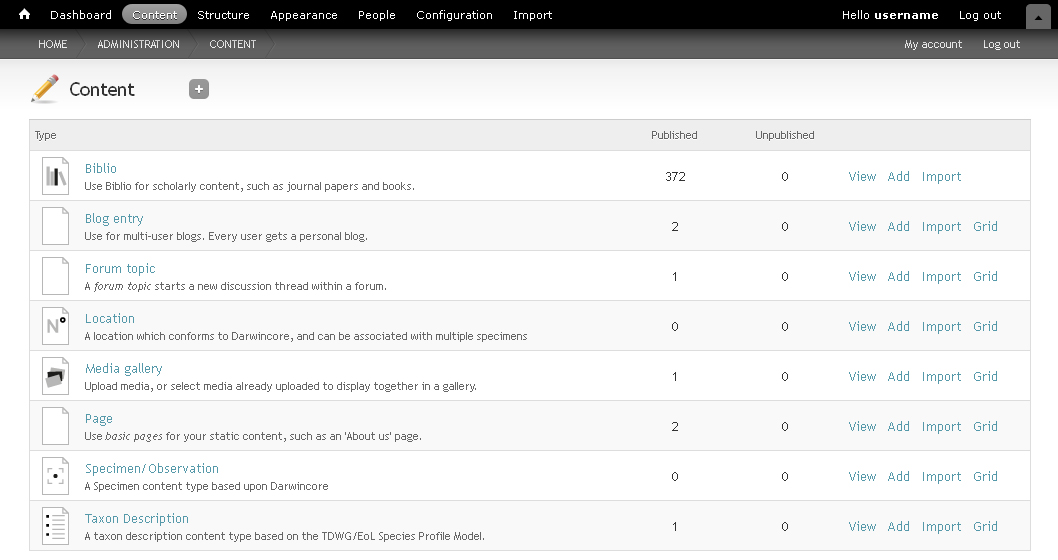 Dashboard Content Structure Appearance People Configuration Import Hello username Log out
HOME ADMINISTRATION CONTENT My account Log out
Content +
Type Published Unpublished
Biblio
Use Biblio for scholarly content, such as journal papers and books.
372 0 View Add Import
Blog entry
Use for multi-user blogs. Every user gets a personal blog.
2 0 View Add Import Grid
Forum topic
A forum topic starts a new discussion thread within a forum.
1 0 View Add Import Grid
N°
Location
A location which conforms to Darwincore, and can be associated with multiple specimens
0 0 View Add Import Grid
Media gallery
Upload media, or select media already uploaded to display together in a gallery.
1 0 View Add Import Grid
Page
Use basic pages for your static content, such as an 'About us' page.
2 0 View Add Import Grid
Specimen/Observation
A Specimen content type based upon Darwincore
0 0 View Add Import Grid
Taxon Description
A taxon description content type based on the TDWG/EoL Species Profile Model.
1 0 View Add Import Grid